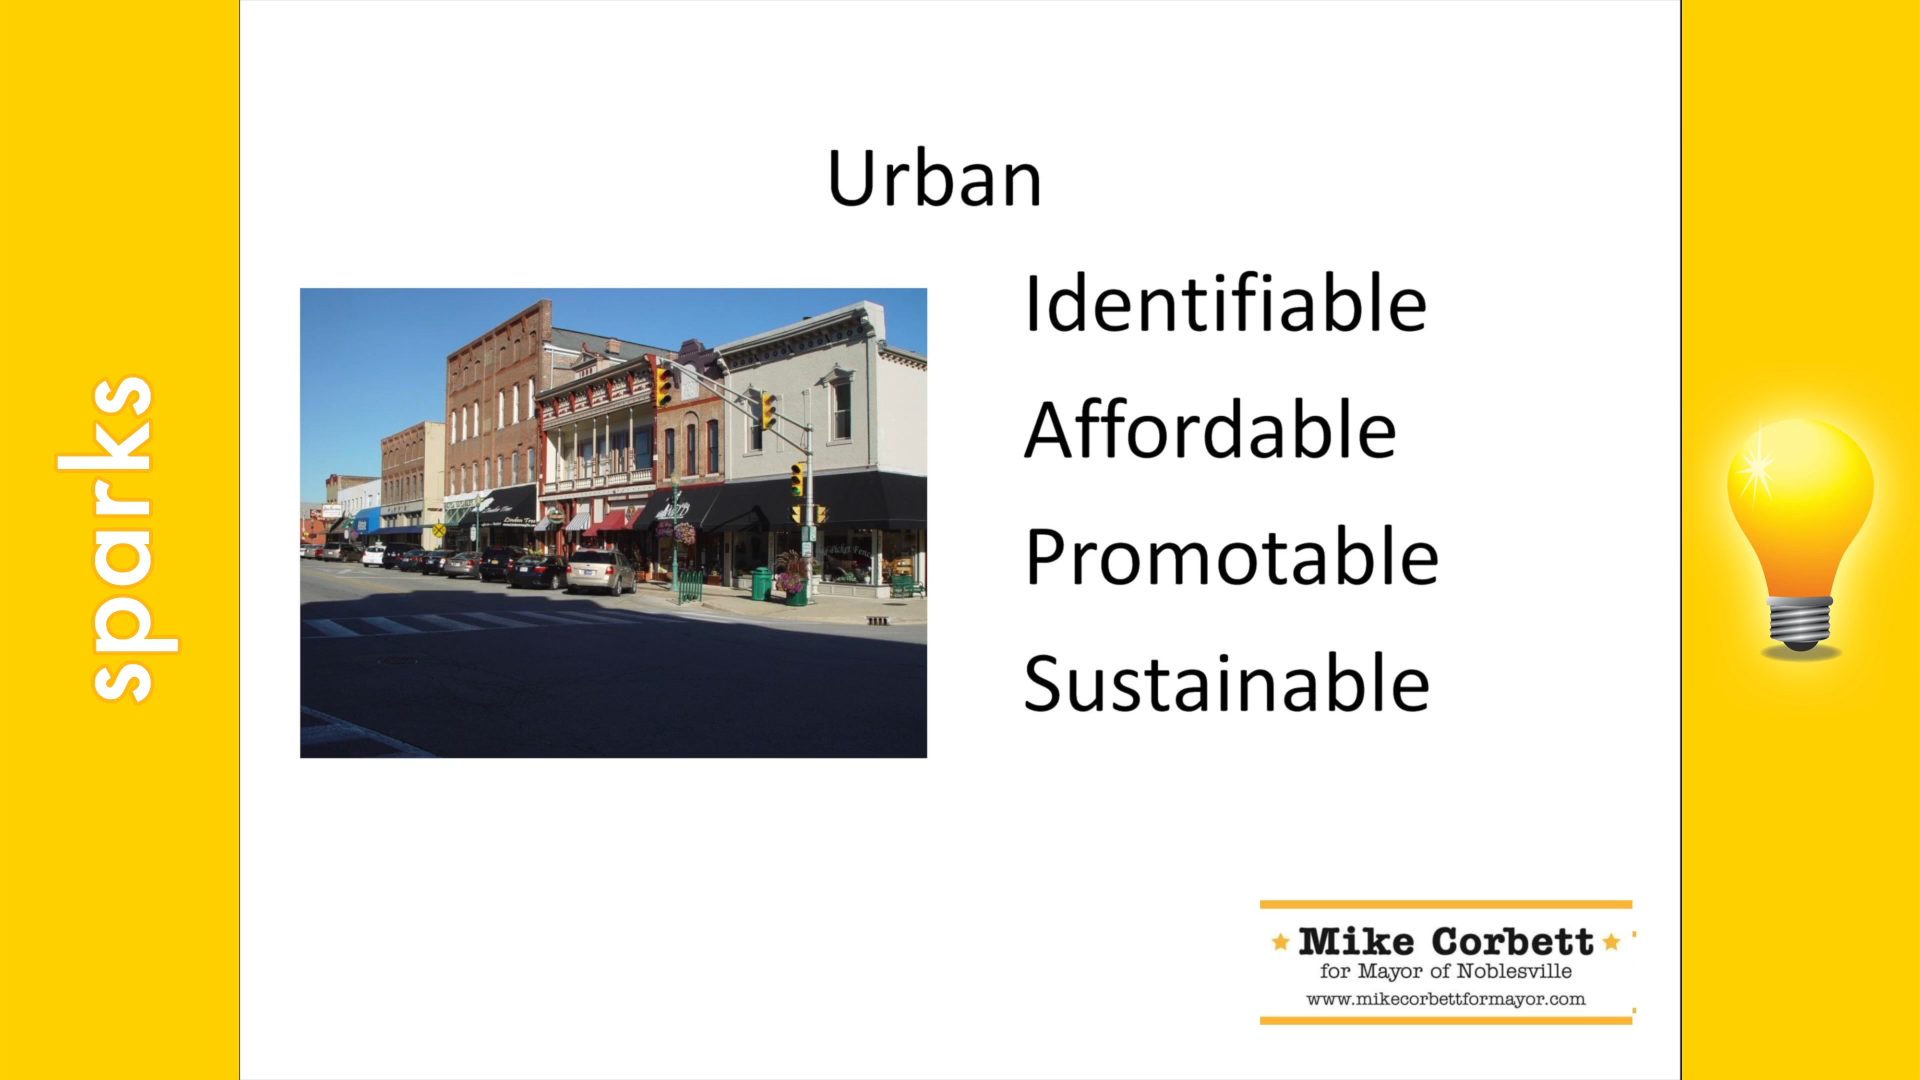 sparks
Urban
Identifiable
Affordable
Promotable
Sustainable
Mike Corbett
for Mayor of Noblesville
www.mikecorbettformayor.com